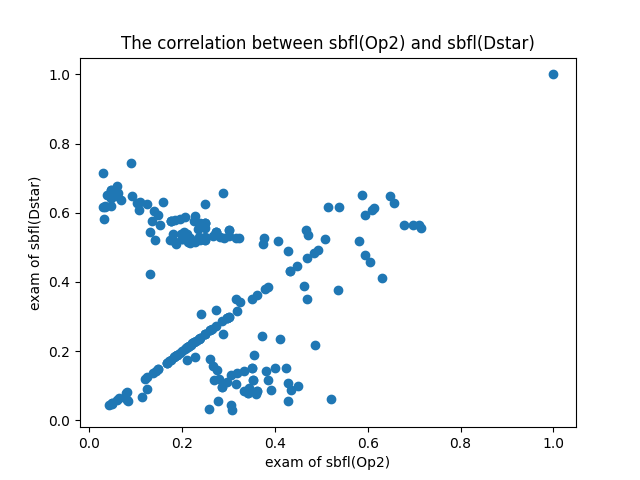 The correlation between sbfl(Op2) and sbfl(Dstar)
1.0
0.8
0.6
0.4
0.2
0.0
exam of sbfl(Dstar)
0.0 0.2 0.4 0.6 0.8 1.0
exam of sbfl(Op2)